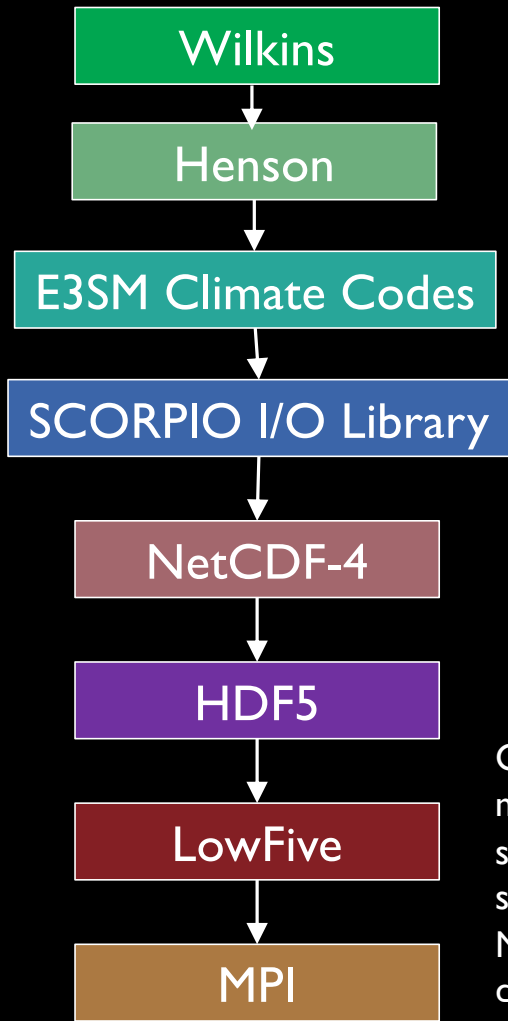 Wilkins
Henson
E3SM Climate Codes
SCORPIO I/O Library
NetCDF-4
HDF5
LowFive
MPI